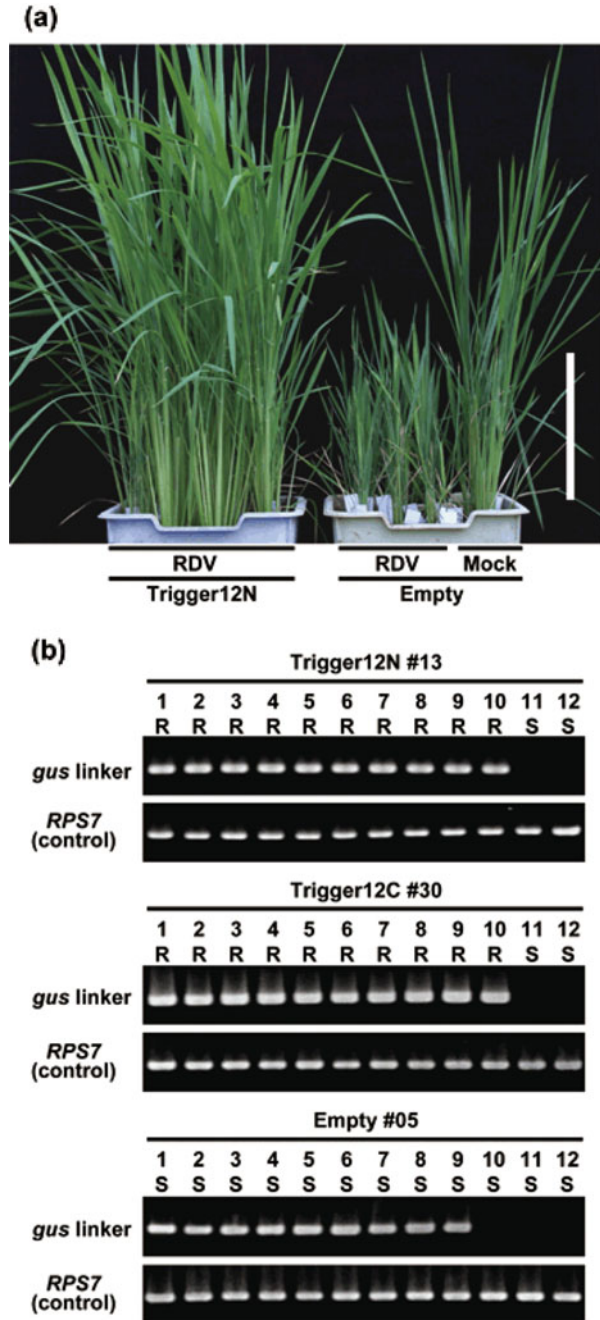 (a)
RDV RDV Mock
Trigger12N Empty
(b)
Trigger12N #13
1 2 3 4 5 6 7 8 9 10 11 12
R R R R R R R R R R S S
gus linker
RPS7
(control)
Trigger12C #30
1 2 3 4 5 6 7 8 9 10 11 12
R R R R R R R R R R S S
gus linker
RPS7
(control)
Empty #05
1 2 3 4 5 6 7 8 9 10 11 12
S S S S S S S S S S S S
gus linker
RPS7
(control)